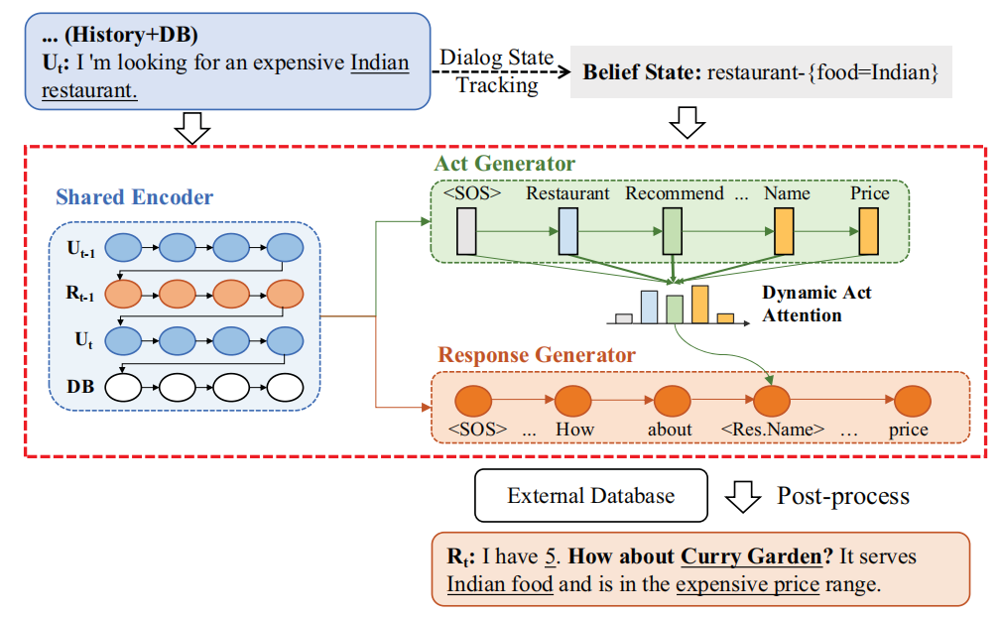 ... (History+DB)
Ut: I 'm looking for an expensive Indian
restaurant.
Dialog State
Tracking
Belief State: restaurant-{food=Indian}
Shared Encoder
Ut-1
Rt-1
Ut
DB
Act Generator
<SOS> Restaurant Recommend ... Name Price
Dynamic Act
Attention
Response Generator
<SOS> ... How about <Res.Name> ... price
External Database
Post-process
Rt: I have 5. How about Curry Garden? It serves
Indian food and is in the expensive price range.